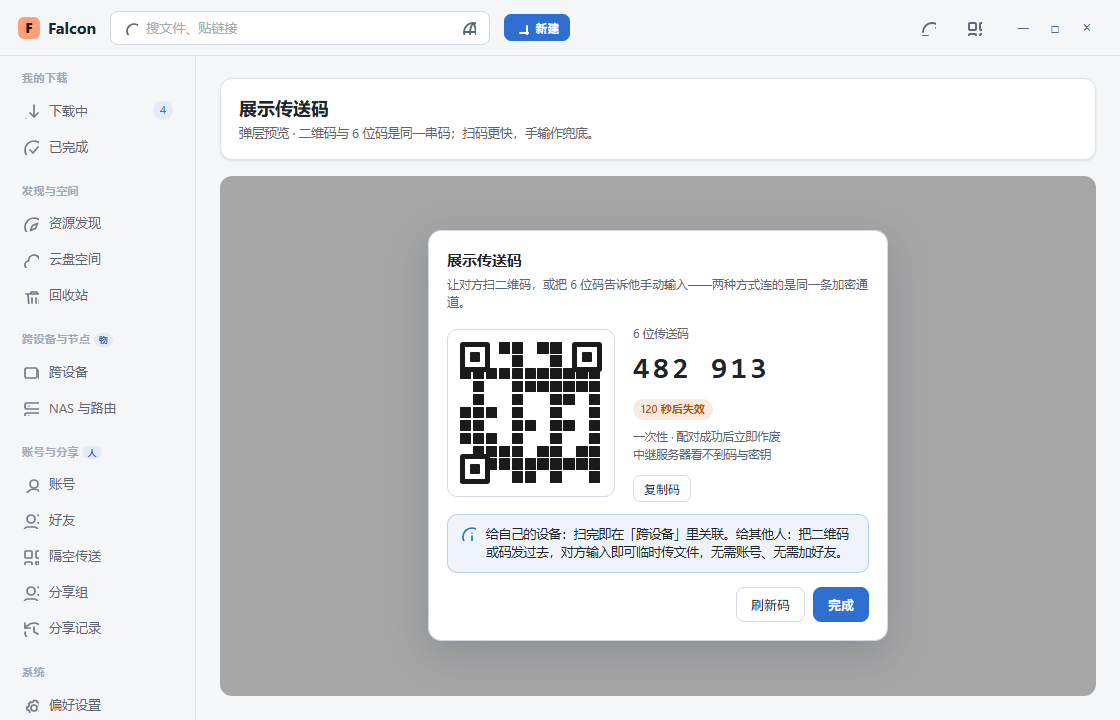 F Falcon
搜文件、贴链接
新建
我的下载
下载中 4
已完成
发现与空间
资源发现
云盘空间
回收站
跨设备与节点 物
跨设备
NAS 与路由
账号与分享 人
账号
好友
隔空传送
分享组
分享记录
系统
偏好设置
展示传送码
弹层预览 · 二维码与 6 位码是同一串码；扫码更快，手输作兜底。
展示传送码
让对方扫二维码，或把 6 位码告诉他手动输入——两种方式连的是同一条加密通
道。
6 位传送码
482 913
120 秒后失效
一次性 · 配对成功后立即作废
中继服务器看不到码与密钥
复制码
给自己的设备：扫完即在「跨设备」里关联。给其他人：把二维码
或码发过去，对方输入即可临时传文件，无需账号、无需加好友。
刷新码
完成